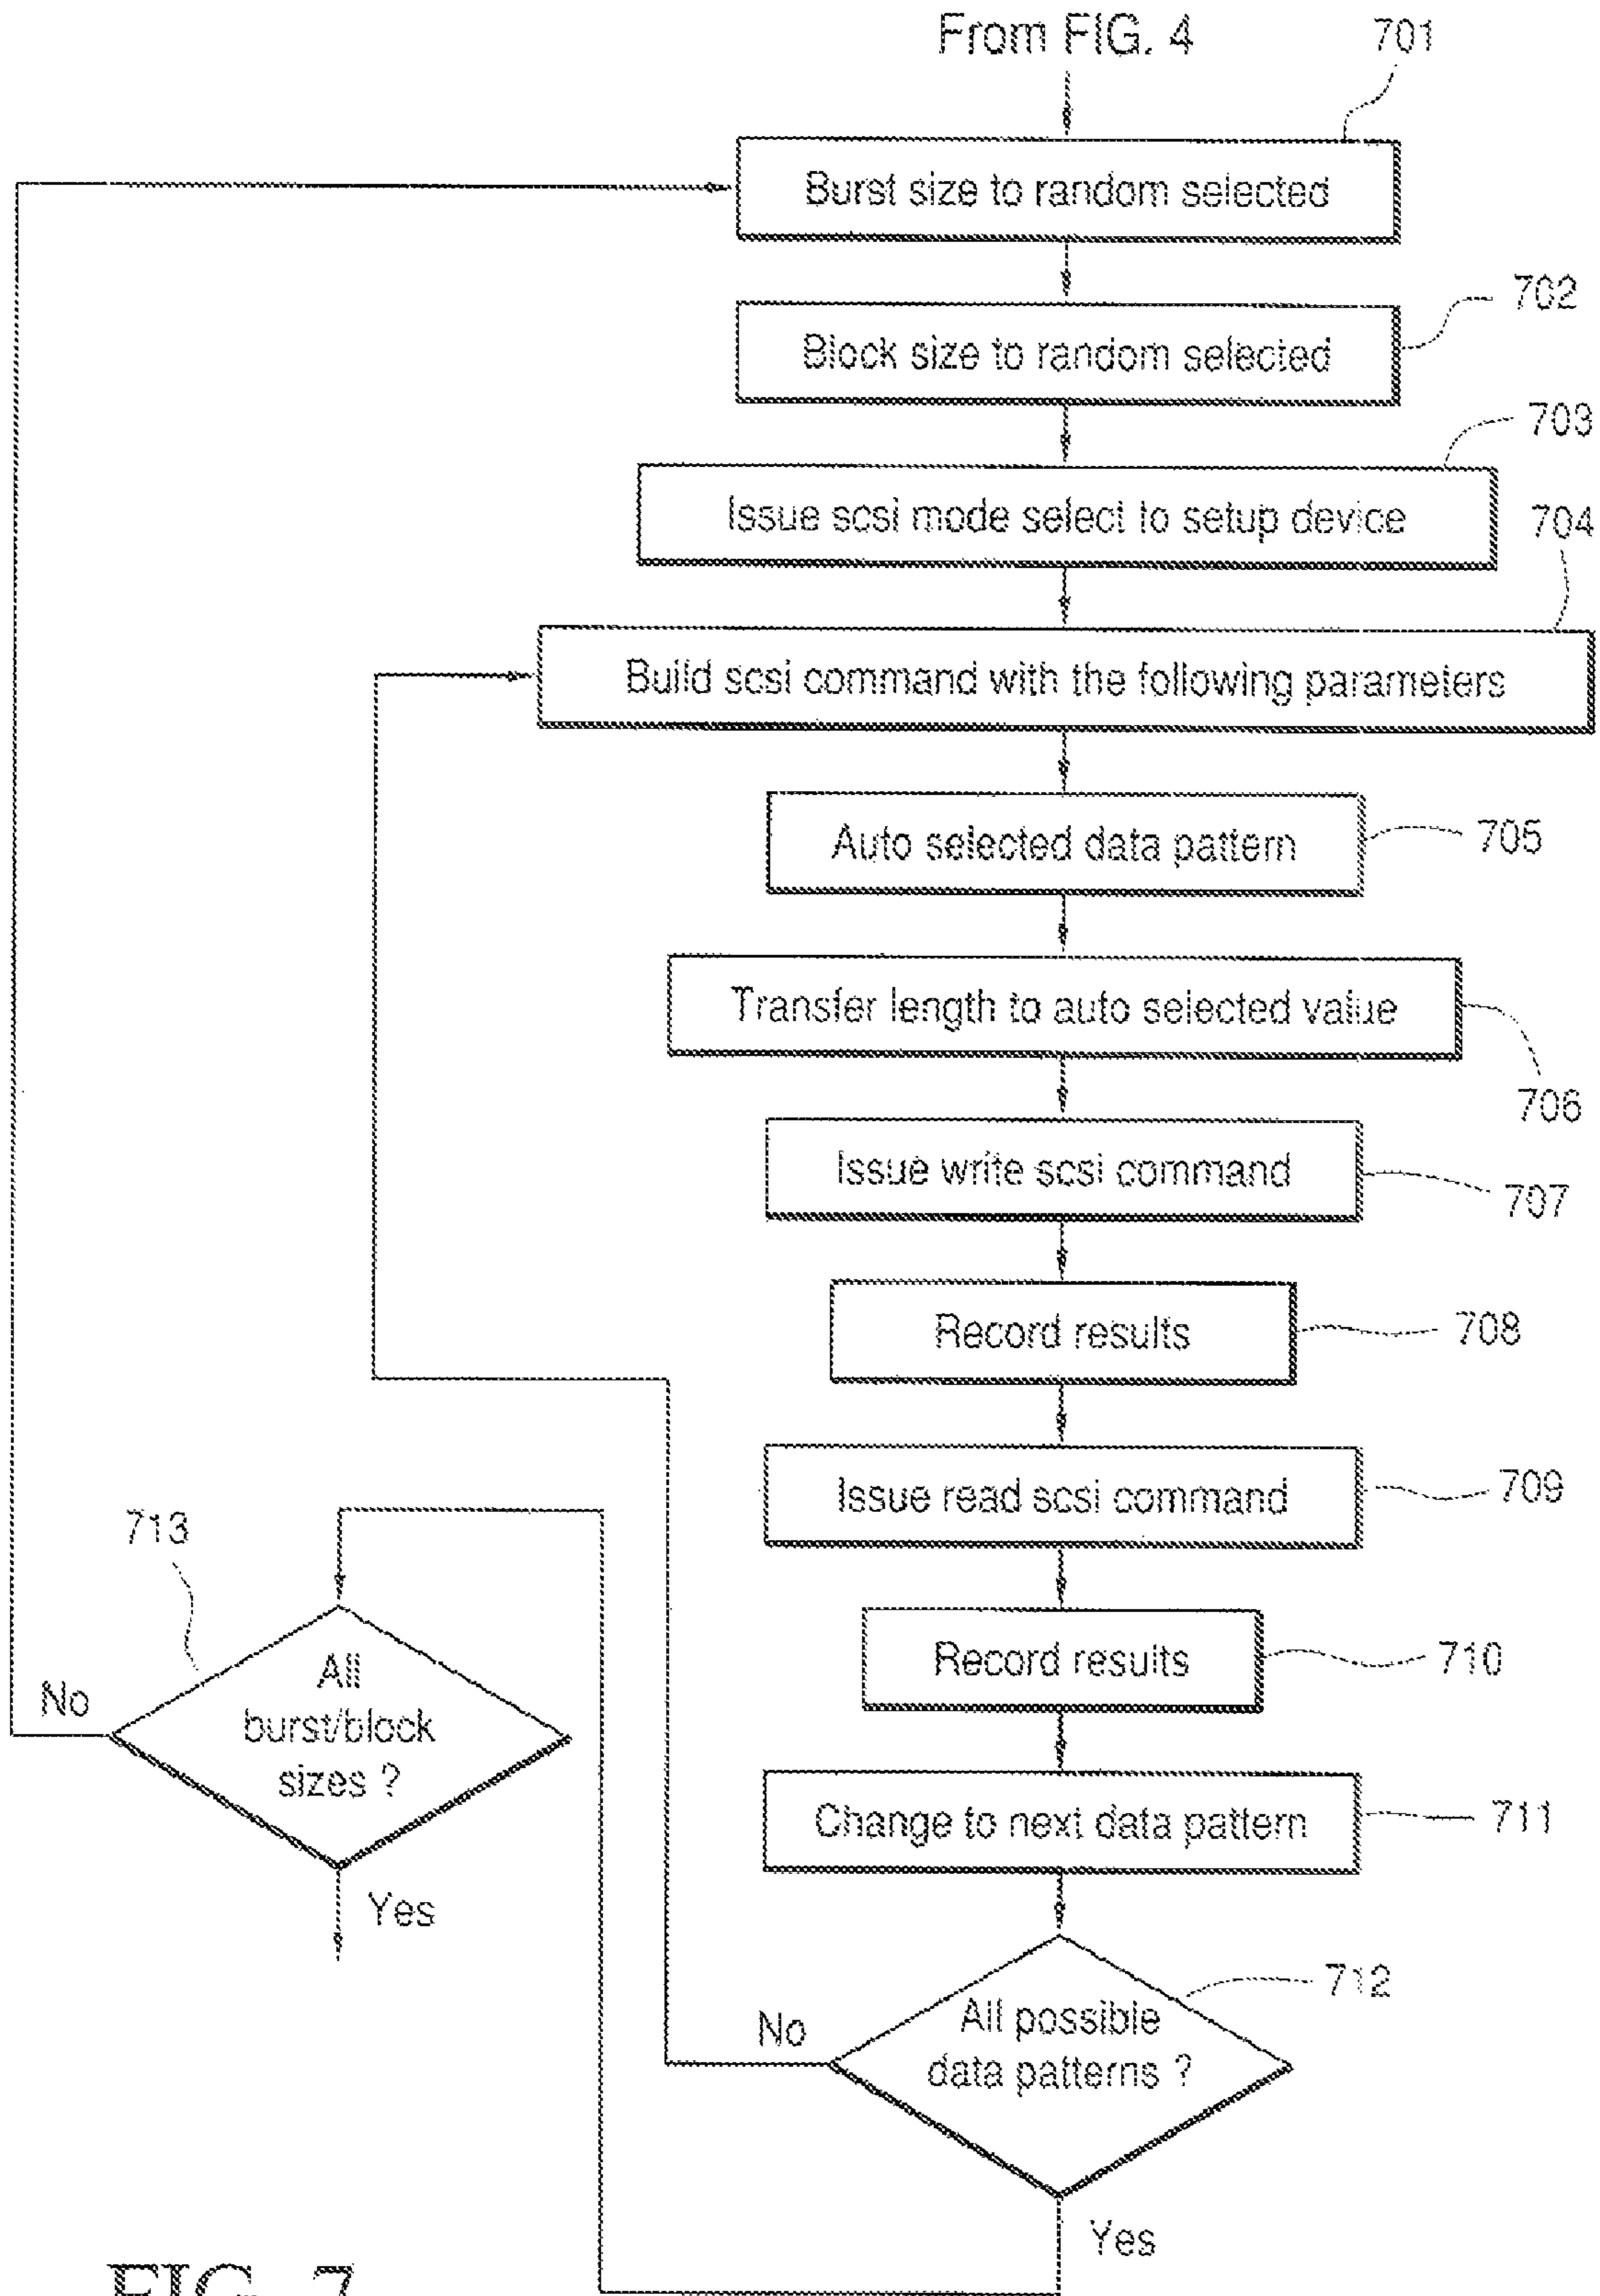 From FIG. 4
701
Burst size to random selected
702
Block size to random selected
703
Issue scsi mode select to setup device
704
Build scsi command with the following parameters
705
Auto selected data pattern
Transfer length to auto selected value
706
Issue write scsi command
707
Record results
708
Issue read scsi command
709
713
Record results
710
No
All
burst/block
sizes ?
Change to next data pattern
711
Yes
712
No
All possible
data patterns ?
Yes
FIG. 7